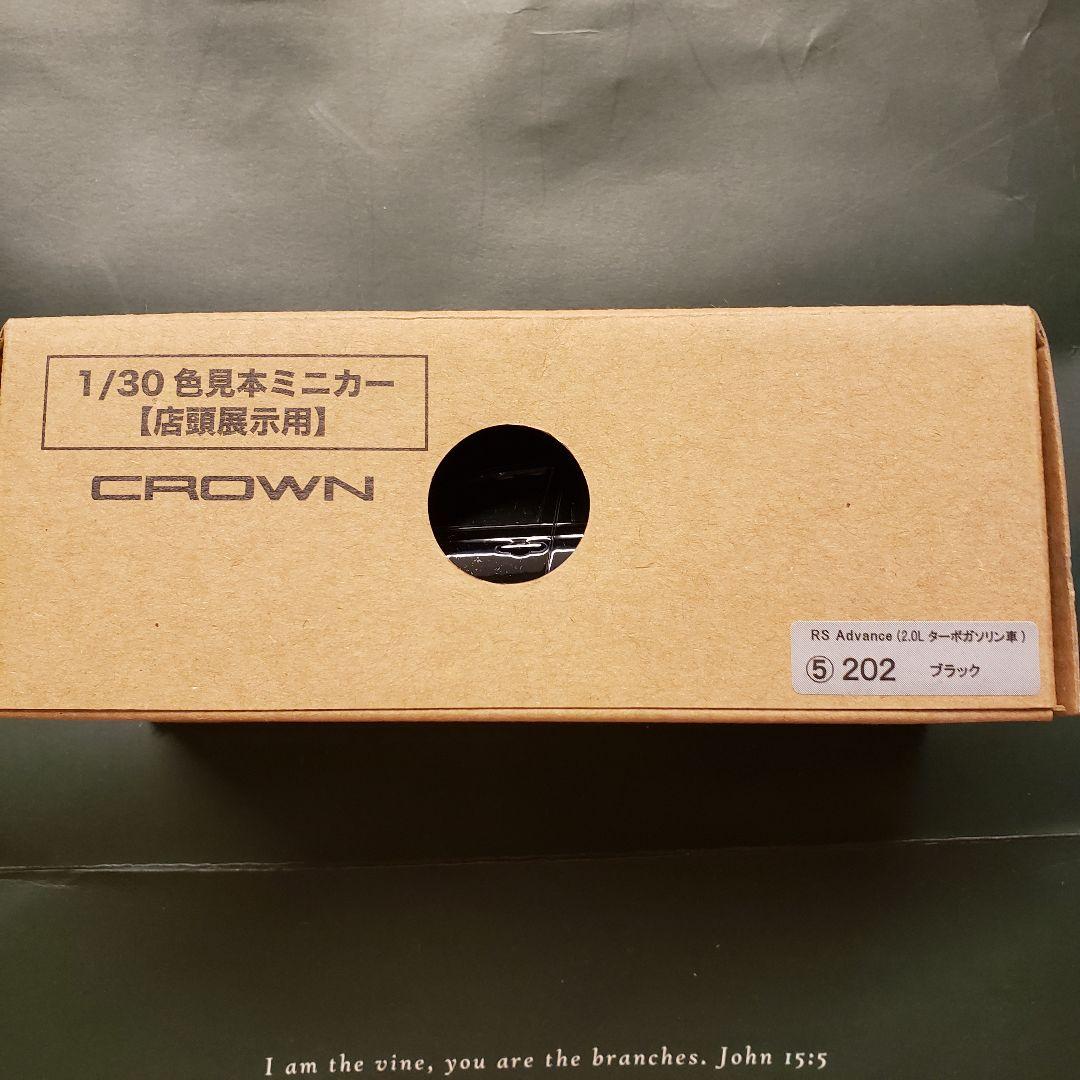 1/30 色見本ミニカー
【店頭展示用】
CROWN
RS Advance (2.0L ターボガソリン車)
⑤ 202 ブラック
I am the vine, you are the branches. John 15:5